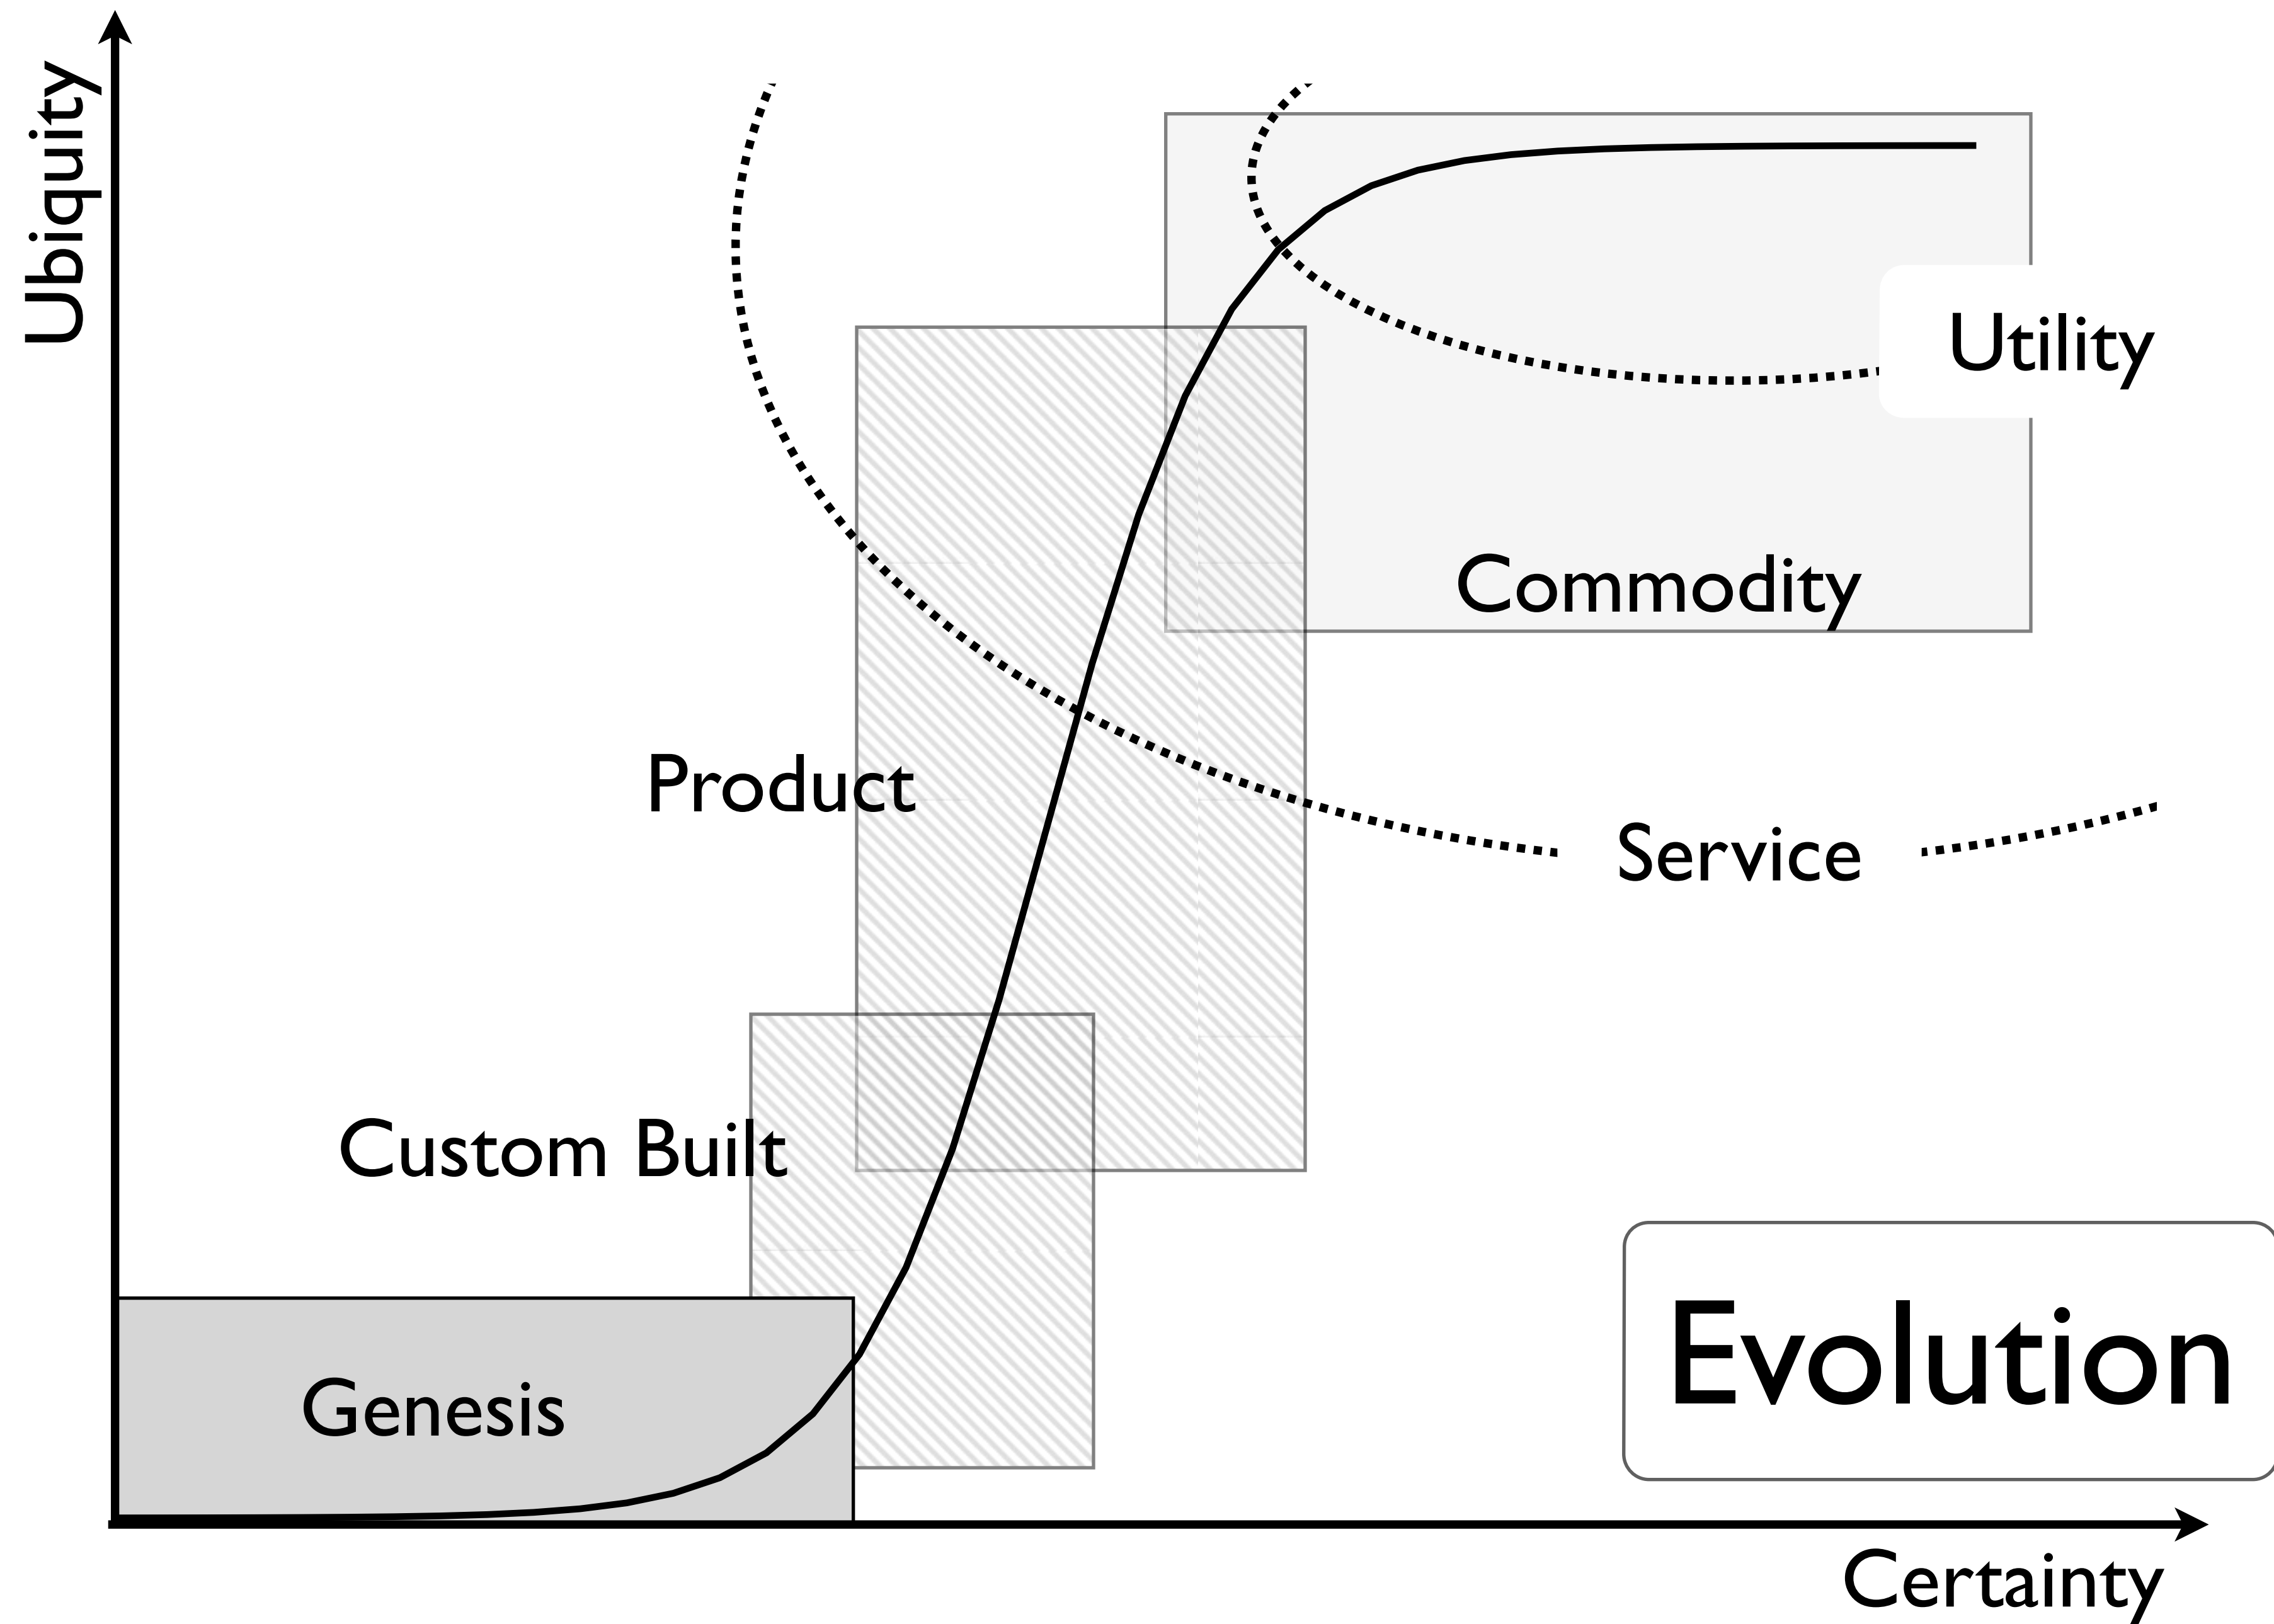 Ubiquity
Utility
Commodity
Product
Service
Custom Built
Genesis
Evolution
Certainty